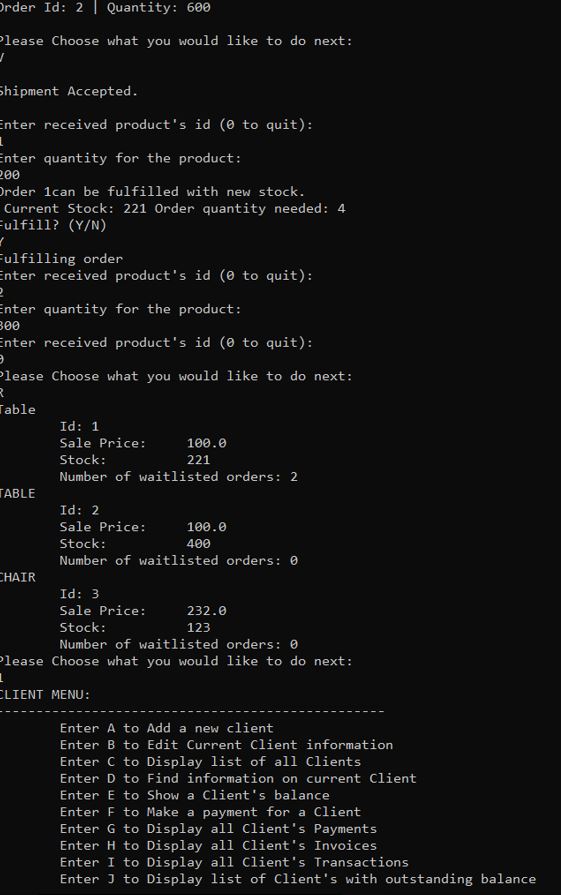 Order Id: 2 | Quantity: 600
Please Choose what you would like to do next:
V
Shipment Accepted.
Enter received product's id (0 to quit):
1
Enter quantity for the product:
200
Order 1can be fulfilled with new stock.
Current Stock: 221 Order quantity needed: 4
Fulfill? (Y/N)
Y
Fulfilling order
Enter received product's id (0 to quit):
2
Enter quantity for the product:
Enter received product's id (0 to quit):
0
Please Choose what you would like to do next:
R
Table
Id: 1
Sale Price: 100.0
Stock: 221
Number of waitlisted orders: 2
TABLE
Id: 2
Sale Price: 100.0
Stock: 400
Number of waitlisted orders: 0
CHAIR
Id: 3
Sale Price: 232.0
Stock: 123
Number of waitlisted orders: 0
Please Choose what you would like to do next:
1
CLIENT MENU:
-------------------------------------------------
Enter A to Add a new client
Enter B to Edit Current Client information
Enter C to Display list of all Clients
Enter D to Find information on current Client
Enter E to Show a Client's balance
Enter F to Make a payment for a Client
Enter G to Display all Client's Payments
Enter H to Display all Client's Invoices
Enter I to Display all Client's Transactions
Enter J to Display list of Client's with outstanding balance